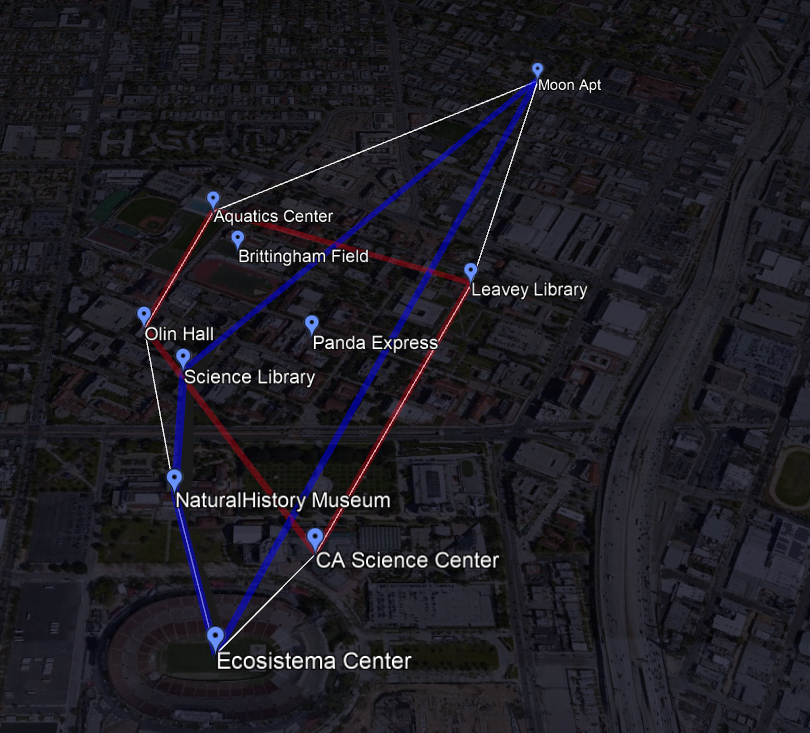 Moon Apt
Aquatics Center
Brittingham Field
Leavey Library
Olin Hall
Panda Express
Science Library
NaturalHistory Museum
CA Science Center
Ecosistema Center